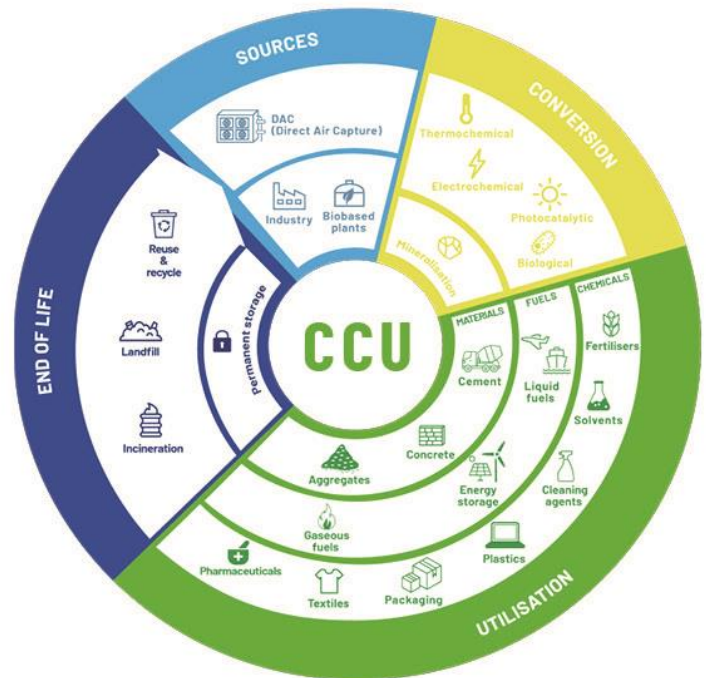 SOURCES
DAC
(Direct Air Capture)
Industry
Biobased
plants
CONVERSION
Thermochemical
Electrochemical
Photocatalytic
Biological
Mineralisation
CCU
MATERIALS
FUELS
CHEMICALS
Cement
Concrete
Aggregates
Liquid
fuels
Energy
storage
Gaseous
fuels
Fertilisers
Solvents
Cleaning
agents
Plastics
Packaging
Textiles
Pharmaceuticals
UTILISATION
END OF LIFE
Reuse
&
recycle
Landfill
Incineration
Permanent storage